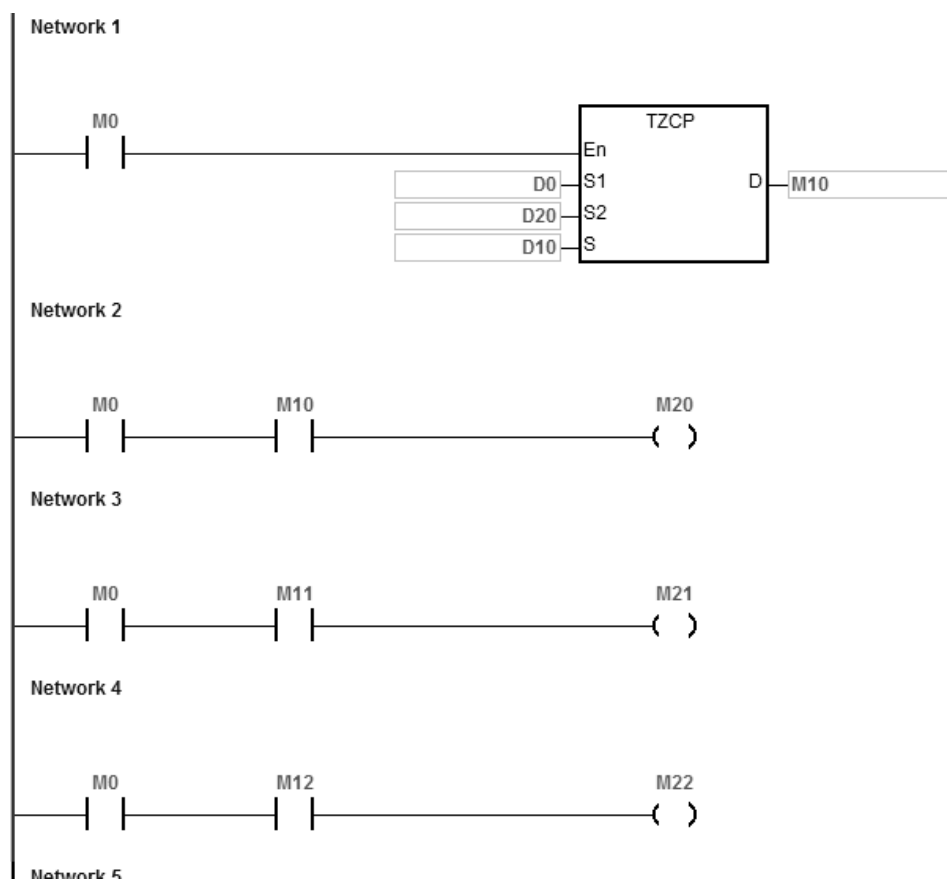 Network 1
M0
TZCP
En
D0 S1 D M10
D20 S2
D10 S
Network 2
M0 M10 M20
Network 3
M0 M11 M21
Network 4
M0 M12 M22
Network 5